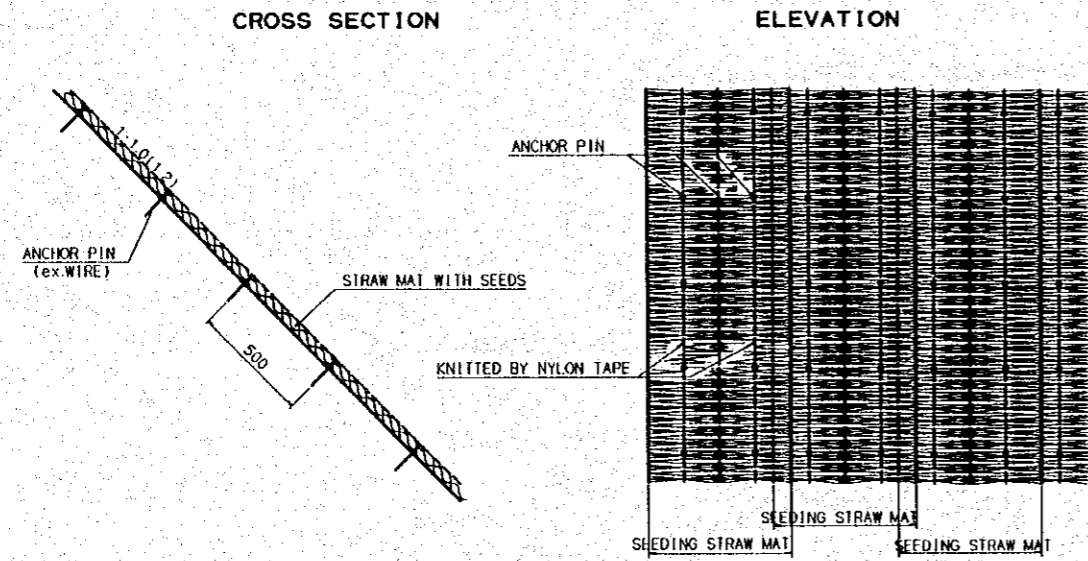 CROSS SECTION
ELEVATION
1:1.0(1.2)
ANCHOR PIN
(ex.WIRE)
STRAW MAT WITH SEEDS
500
ANCHOR PIN
KNITTED BY NYLON TAPE
SEEDING STRAW MAT
SEEDING STRAW MAT
SEEDING STRAW MAT